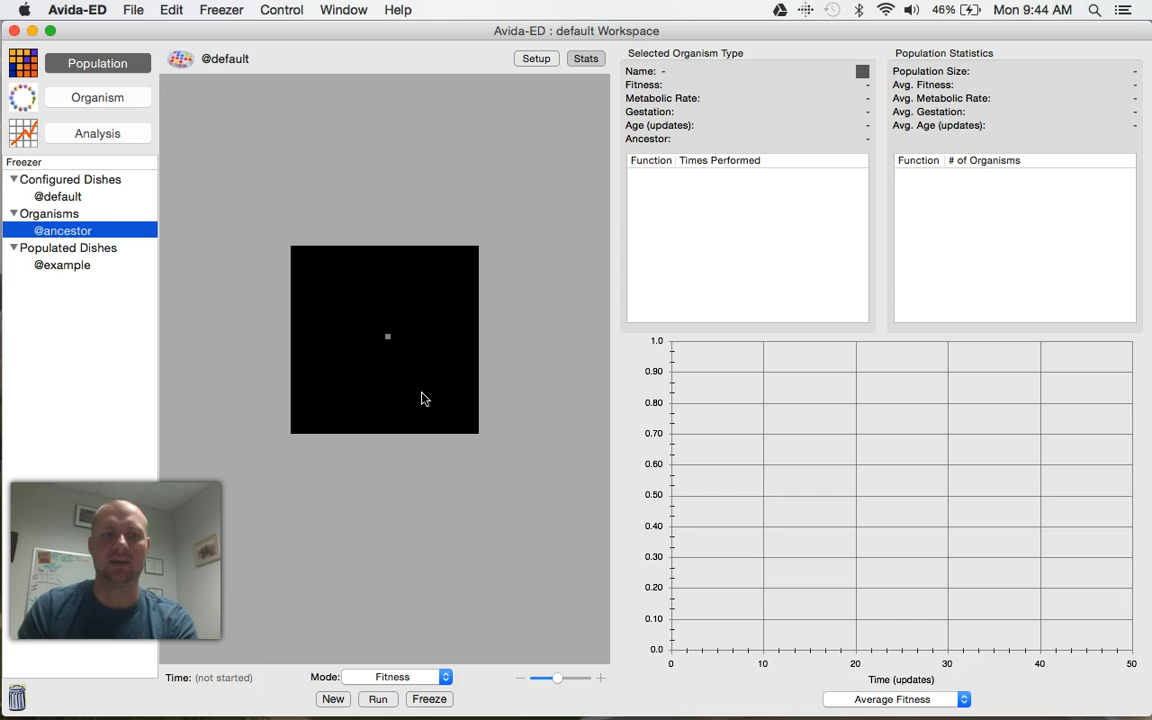 Avida-ED File Edit Freezer Control Window Help 46% Mon 9:44 AM
Avida-ED : default Workspace
Population
Organism
Analysis
Freezer
Configured Dishes
@default
Organisms
@ancestor
Populated Dishes
@example
@default
Setup Stats
Time: (not started)
Mode: Fitness
New Run Freeze
Selected Organism Type
Name: -
Fitness: -
Metabolic Rate: -
Gestation: -
Age (updates): -
Ancestor: -
Function Times Performed
Population Statistics
Population Size: -
Avg. Fitness: -
Avg. Metabolic Rate: -
Avg. Gestation: -
Avg. Age (updates): -
Function # of Organisms
1.0
0.90
0.80
0.70
0.60
0.50
0.40
0.30
0.20
0.10
0.0
0 10 20 30 40 50
Time (updates)
Average Fitness